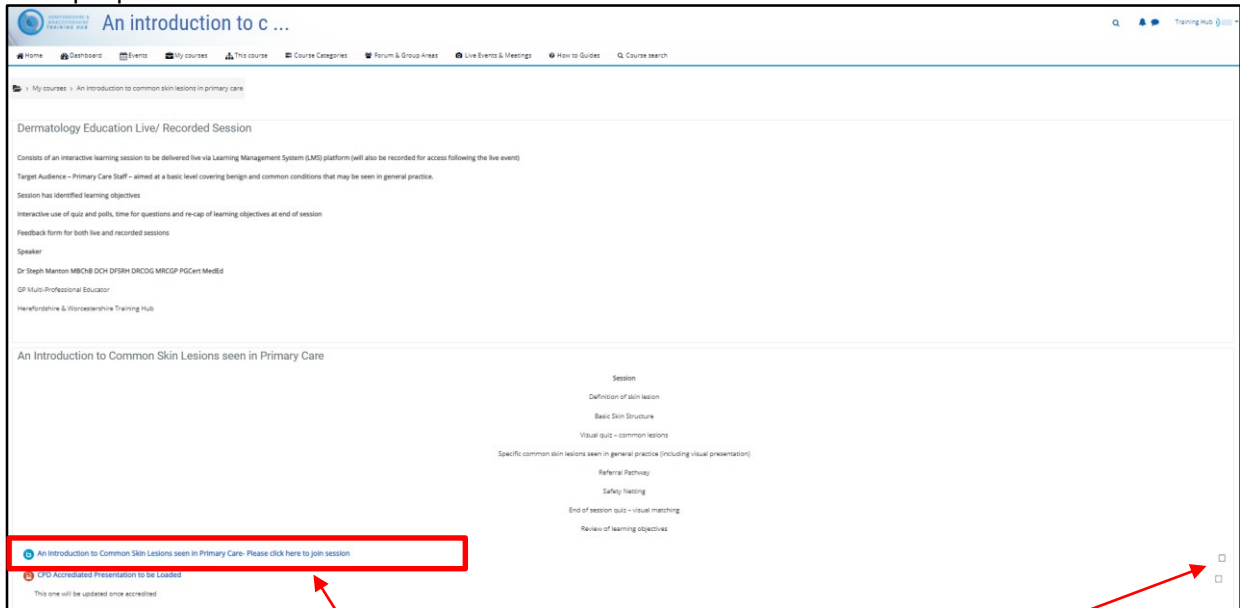 HEREFORDSHIRE &
WORCESTERSHIRE
TRAINING HUB
An introduction to c ...
Training Hub
Home Dashboard Events My courses This course Course Categories Forum & Group Areas Live Events & Meetings How to Guides Course search
> My courses > An introduction to common skin lesions in primary care
Dermatology Education Live/ Recorded Session
Consists of an interactive learning session to be delivered live via Learning Management System (LMS) platform (will also be recorded for access following the live event)
Target Audience – Primary Care Staff – aimed at a basic level covering benign and common conditions that may be seen in general practice.
Session has identified learning objectives
Interactive use of quiz and polls, time for questions and re-cap of learning objectives at end of session
Feedback form for both live and recorded sessions
Speaker
Dr Steph Manton MBChB DCH DFSRH DRCOG MRCGP PGCert MedEd
GP Multi-Professional Educator
Herefordshire & Worcestershire Training Hub
An Introduction to Common Skin Lesions seen in Primary Care
Session
Definition of skin lesion
Basic Skin Structure
Visual quiz – common lesions
Specific common skin lesions seen in general practice (including visual presentation)
Referral Pathway
Safety Netting
End of session quiz – visual matching
Review of learning objectives
An Introduction to Common Skin Lesions seen in Primary Care- Please click here to join session
CPD Accrediated Presentation to be Loaded
This one will be updated once accredited